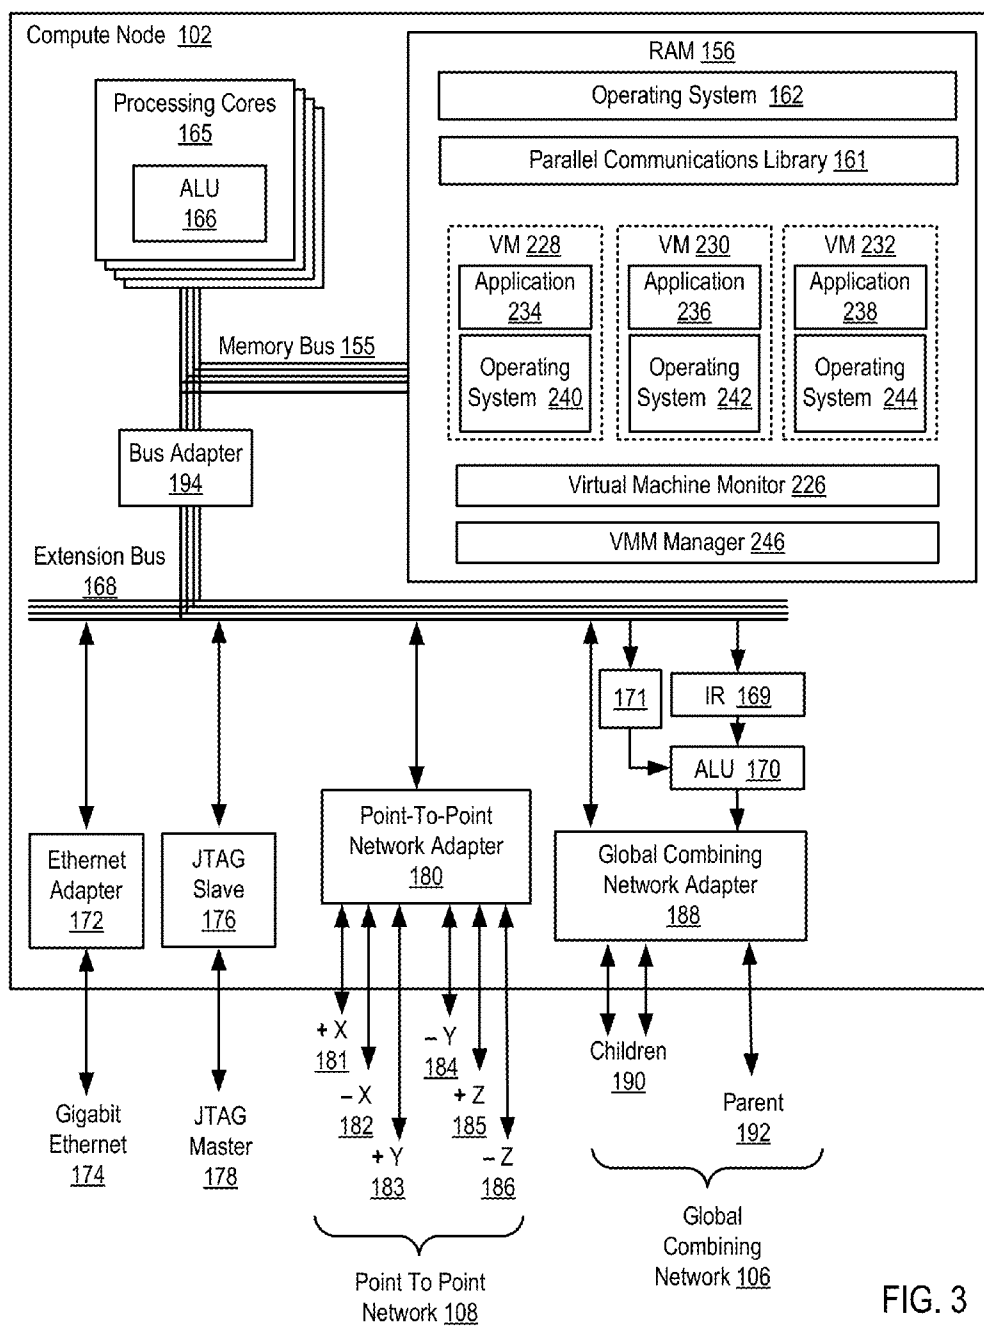 Compute Node 102
RAM 156
Operating System 162
Parallel Communications Library 161
Processing Cores
165
ALU
166
VM 228
Application
234
Operating
System 240
VM 230
Application
236
Operating
System 242
VM 232
Application
238
Operating
System 244
Virtual Machine Monitor 226
VMM Manager 246
Memory Bus 155
Bus Adapter
194
Extension Bus
168
171
IR 169
ALU 170
Ethernet
Adapter
172
JTAG
Slave
176
Point-To-Point
Network Adapter
180
Global Combining
Network Adapter
188
Gigabit
Ethernet
174
JTAG
Master
178
+ X
181
– X
182
+ Y
183
– Y
184
+ Z
185
– Z
186
Children
190
Parent
192
Point To Point
Network 108
Global
Combining
Network 106
FIG. 3